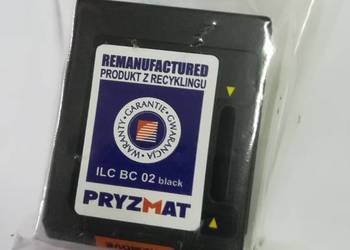 REMANUFACTURED
PRODUKT Z RECYKLINGU
WARRANTY · GARANTIE · GWARANCJA
ILC BC 02 black
PRYZMAT